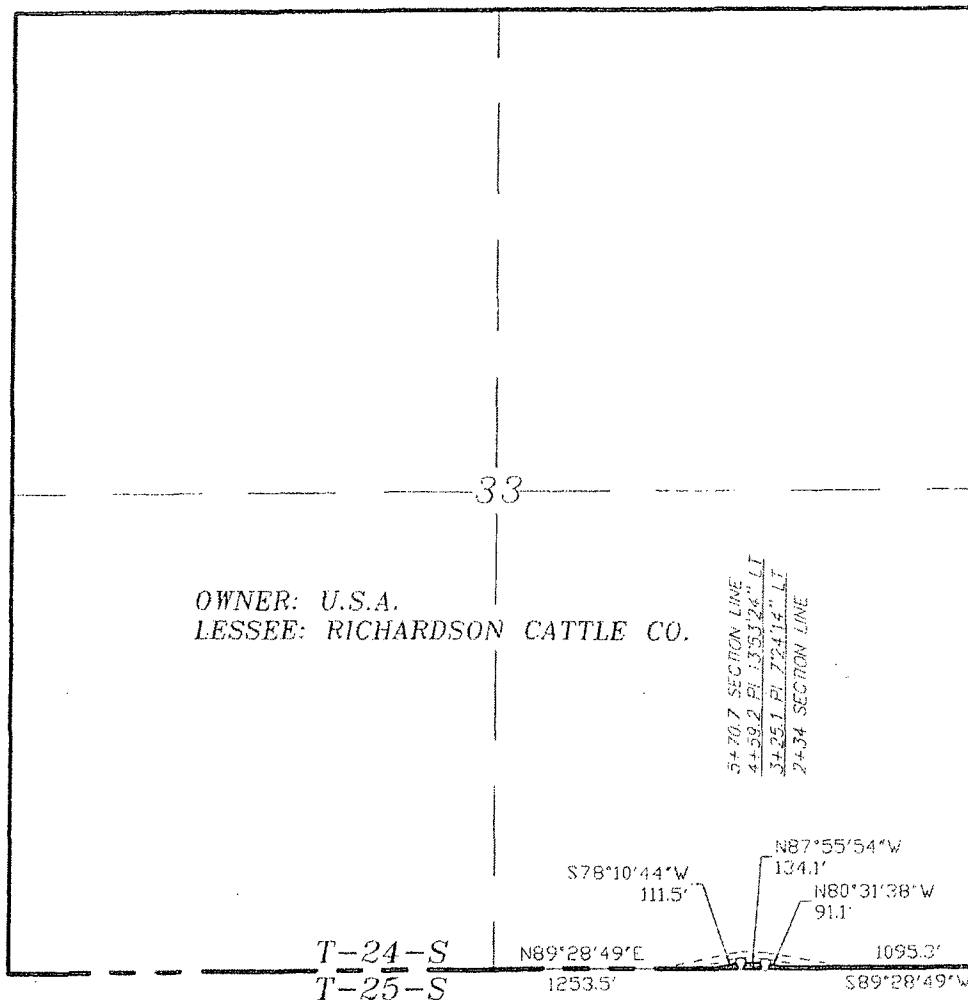 33
OWNER: U.S.A.
LESSEE: RICHARDSON CATTLE CO.
5+70.7 SECTION LINE
4+59.2 PI 13°53'24" LT
3+25.1 PI 7°24'14" LT
2+34 SECTION LINE
N87°55'54"W
134.1'
S78°10'44"W
111.5'
N80°31'38"W
91.1'
T-24-S
N89°28'49"E
1095.3'
T-25-S
1253.5'
S89°28'49"W